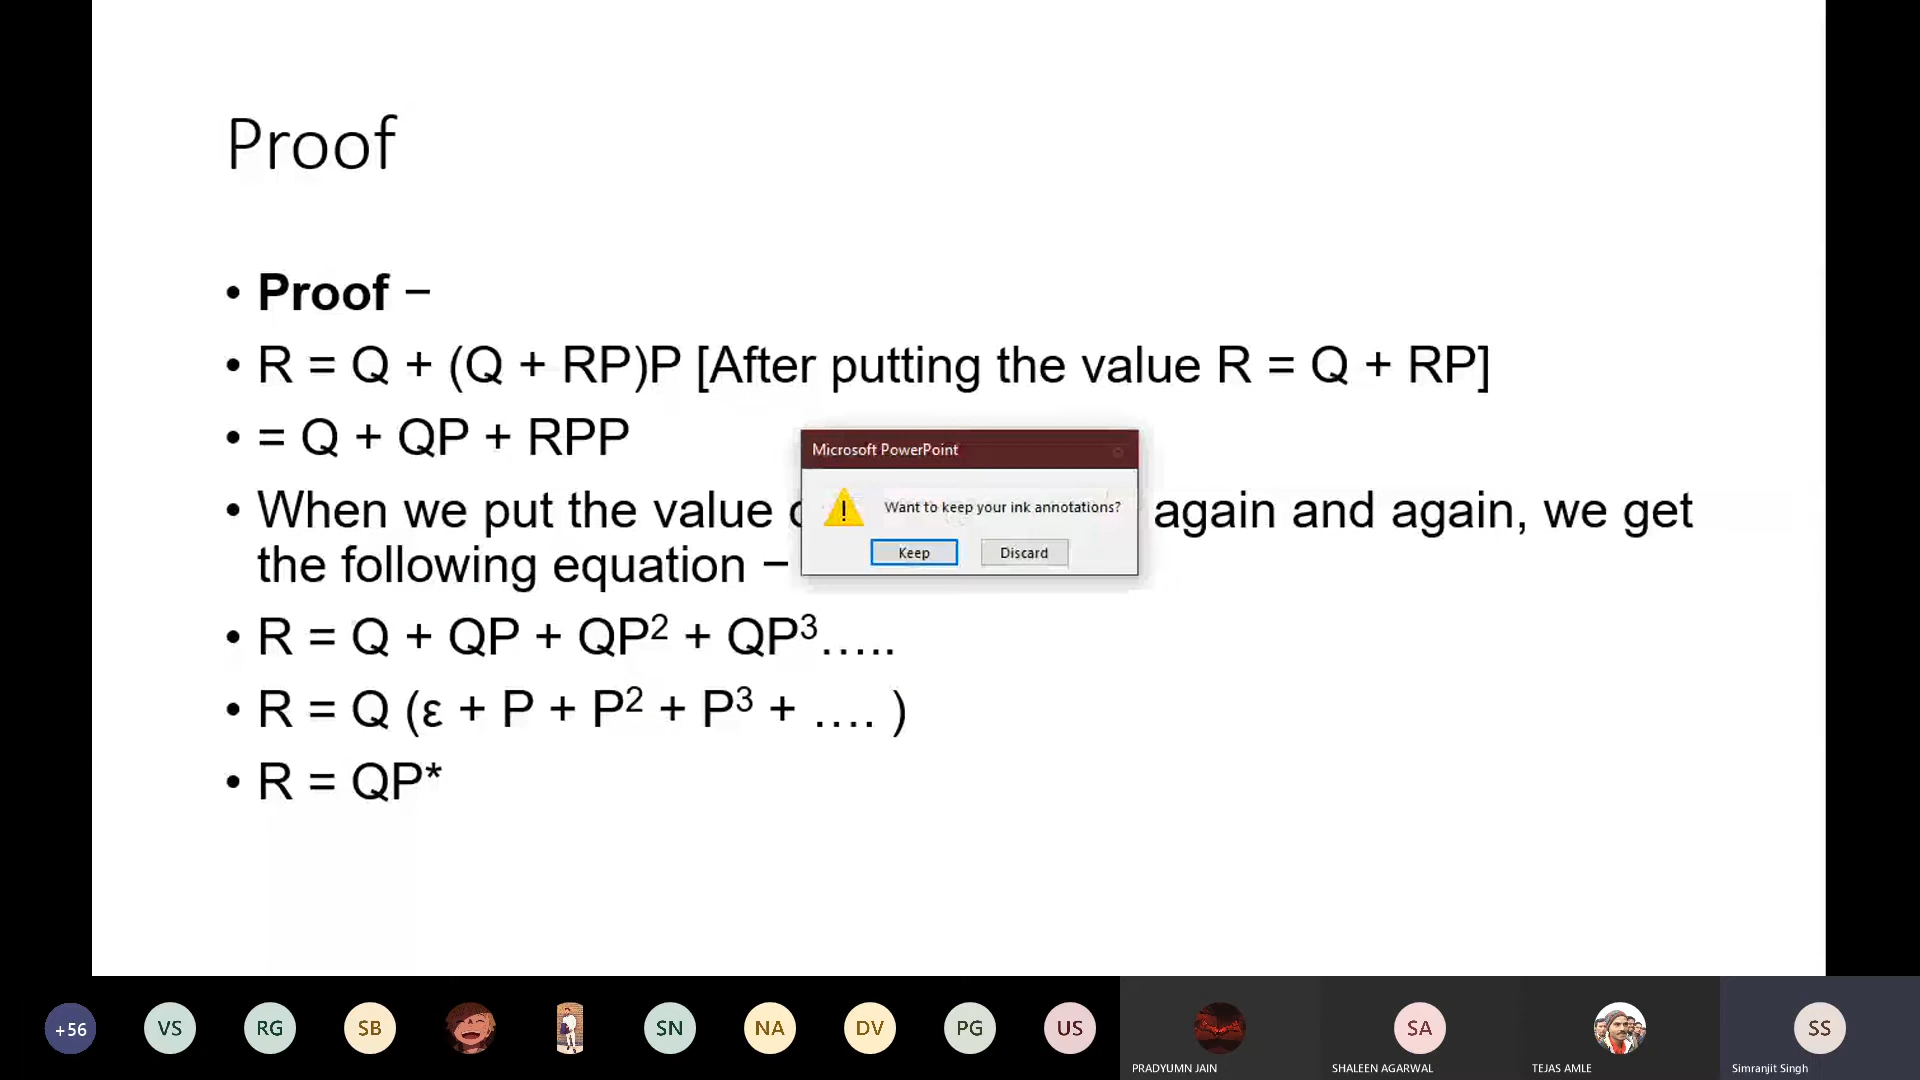 Proof
• Proof −
• R = Q + (Q + RP)P [After putting the value R = Q + RP]
• = Q + QP + RPP
Microsoft PowerPoint
• When we put the value again and again, we get
Want to keep your ink annotations?
the following equation −
Keep Discard
• R = Q + QP + QP² + QP³…..
• R = Q (ε + P + P² + P³ + …. )
• R = QP*
+56 VS RG SB SN NA DV PG US SA SS
PRADYUMN JAIN SHALEEN AGARWAL TEJAS AMLE Simranjit Singh